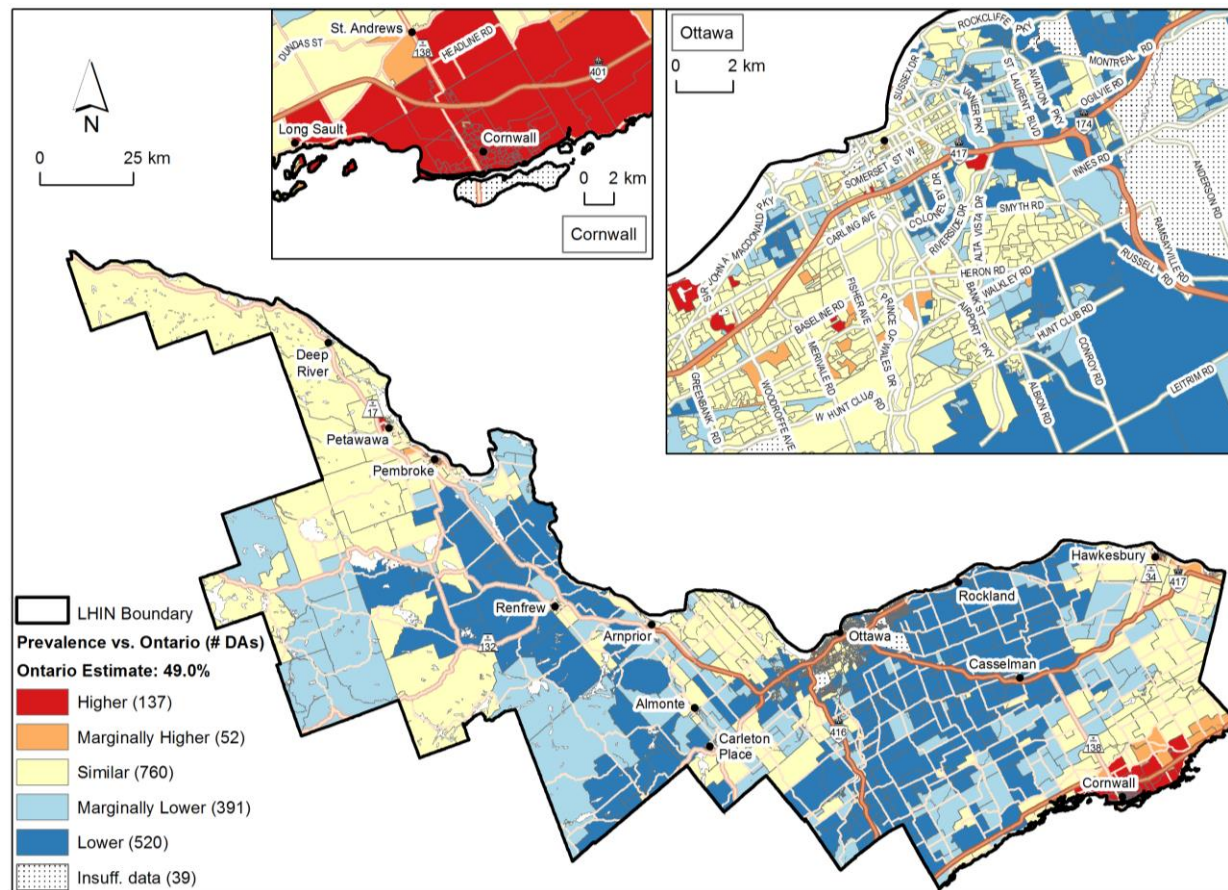 St. Andrews
DUNDAS ST
138
HEADLINE RD
401
Long Sault
Cornwall
0 2 km
Cornwall
N
0 25 km
Ottawa
0 2 km
ROCKCLIFFE PKY
SUSSEX DR
ST. LAURENT BLVD
AVIATION PKY
MONTREAL RD
VANIER PKY
OGILVIE RD
174
417
INNES RD
ANDERSON RD
SOMERSET ST W
SIR JOHN A MACDONALD PKY
CARLING AVE
COLONEL BY DR
RIVERSIDE DR
ALTA VISTA DR
SMYTH RD
RAMSAYVILLE RD
RUSSELL RD
HERON RD
WALKLEY RD
BASELINE RD
FISHER AVE
PRINCE OF WALES DR
BANK ST
AIRPORT PKY
HUNT CLUB RD
MERIVALE RD
GREENBANK RD
WOODROFFE AVE
W HUNT CLUB RD
ALBION RD
CONROY RD
LEITRIM RD
Deep
River
17
Petawawa
Pembroke
Renfrew
132
Arnprior
Almonte
Carleton
Place
Ottawa
416
Rockland
Casselman
Hawkesbury
34
417
138
Cornwall
LHIN Boundary
Prevalence vs. Ontario (# DAs)
Ontario Estimate: 49.0%
Higher (137)
Marginally Higher (52)
Similar (760)
Marginally Lower (391)
Lower (520)
Insuff. data (39)